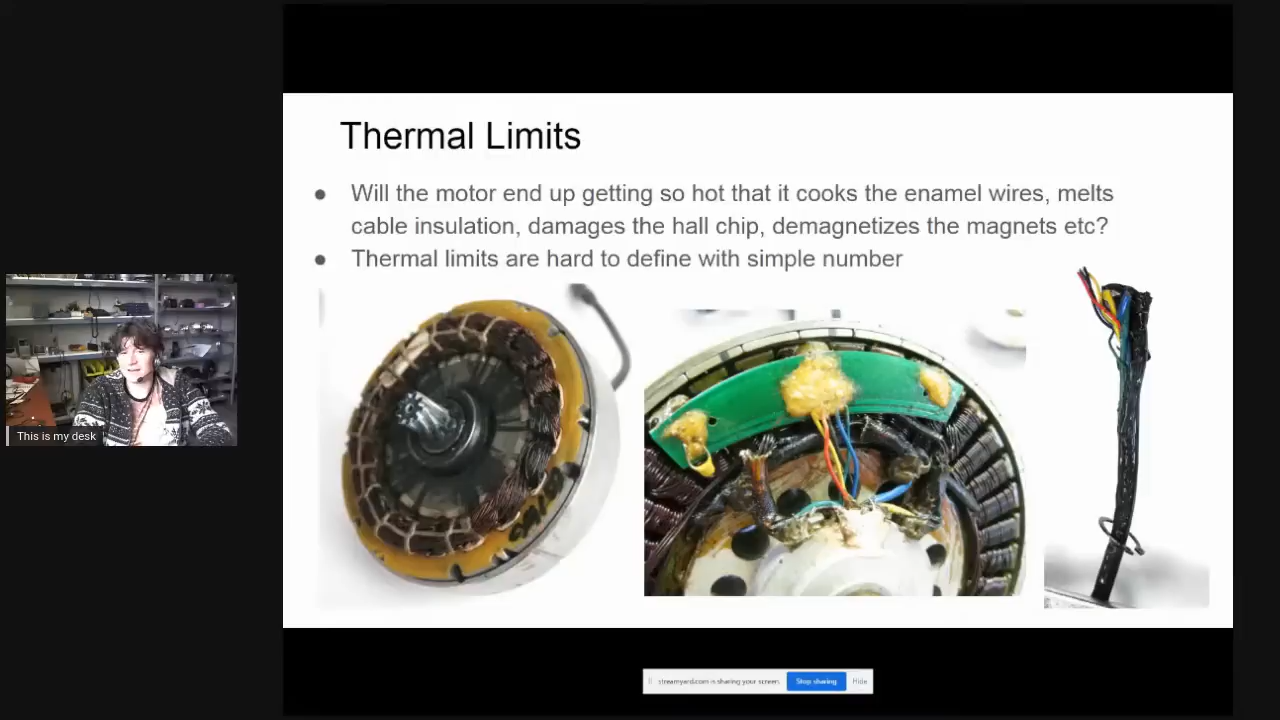 Thermal Limits
● Will the motor end up getting so hot that it cooks the enamel wires, melts
cable insulation, damages the hall chip, demagnetizes the magnets etc?
● Thermal limits are hard to define with simple number
This is my desk
streamyard.com is sharing your screen.
Stop sharing
Hide